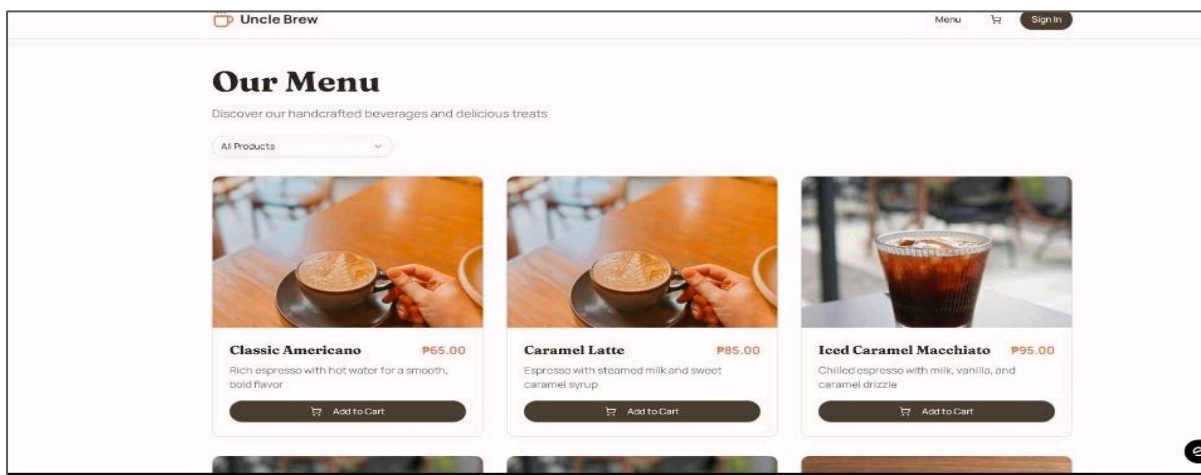 Uncle Brew
Menu
Sign In
Our Menu
Discover our handcrafted beverages and delicious treats
All Products
Classic Americano ₱65.00
Rich espresso with hot water for a smooth,
bold flavor
Add to Cart
Caramel Latte ₱85.00
Espresso with steamed milk and sweet
caramel syrup
Add to Cart
Iced Caramel Macchiato ₱95.00
Chilled espresso with milk, vanilla, and
caramel drizzle
Add to Cart